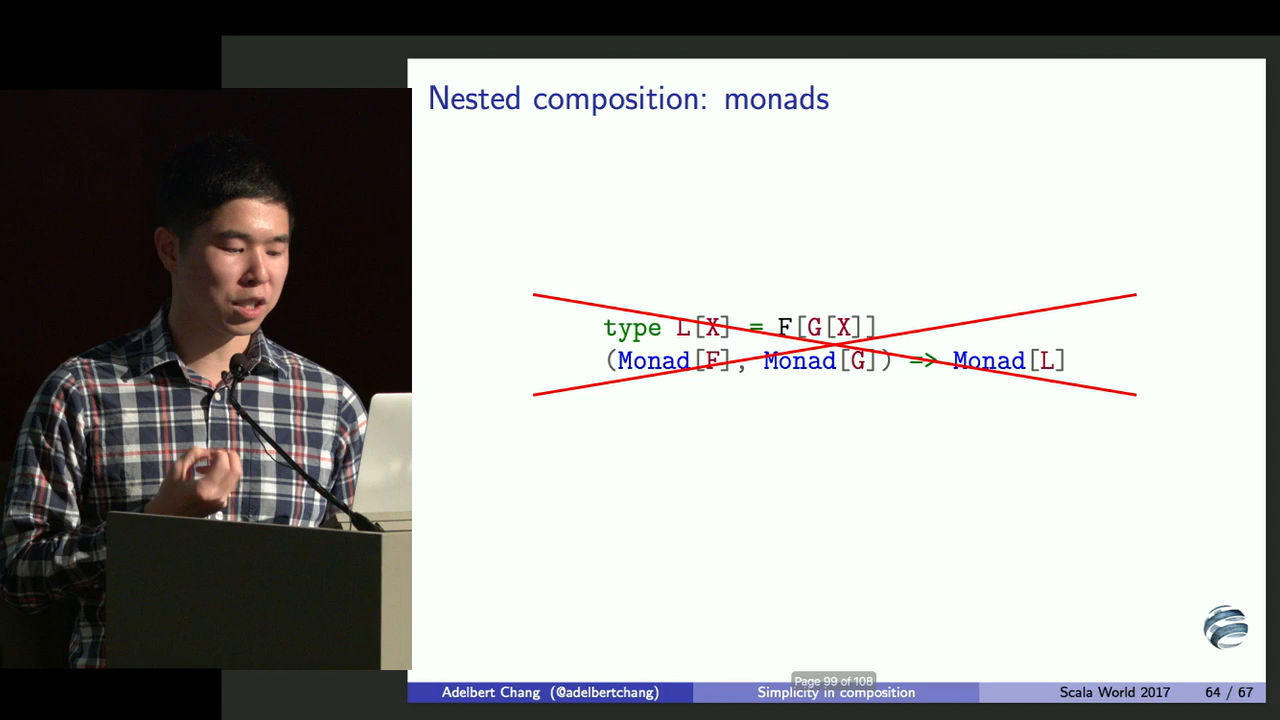 Nested composition: monads
type L[X] = F[G[X]]
(Monad[F], Monad[G]) => Monad[L]
Page 99 of 108
Adelbert Chang (@adelbertchang) Simplicity in composition Scala World 2017 64 / 67